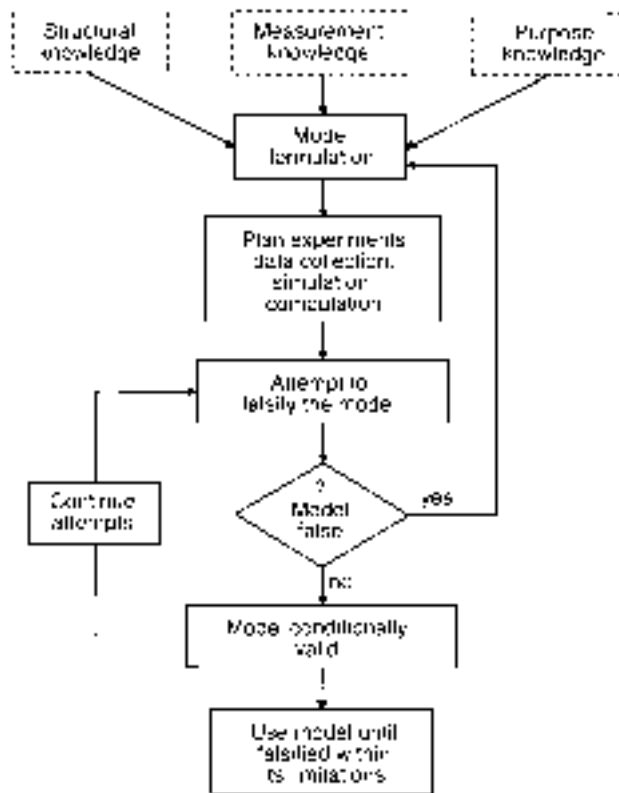 Structural
knowledge
Measurement
knowledge
Purpose
knowledge
Model
formulation
Plan experiments
data collection,
simulation
computation
Attempt to
falsify the model
Continue
attempts
?
Model
false
yes
no
Model conditionally
valid
Use model until
falsified within
its limitations